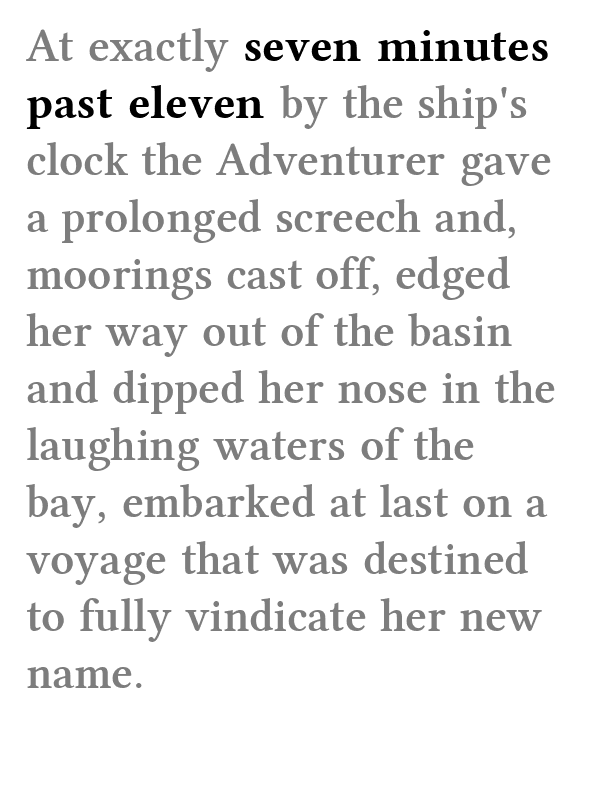 At exactly seven minutes
past eleven by the ship's
clock the Adventurer gave
a prolonged screech and,
moorings cast off, edged
her way out of the basin
and dipped her nose in the
laughing waters of the
bay, embarked at last on a
voyage that was destined
to fully vindicate her new
name.